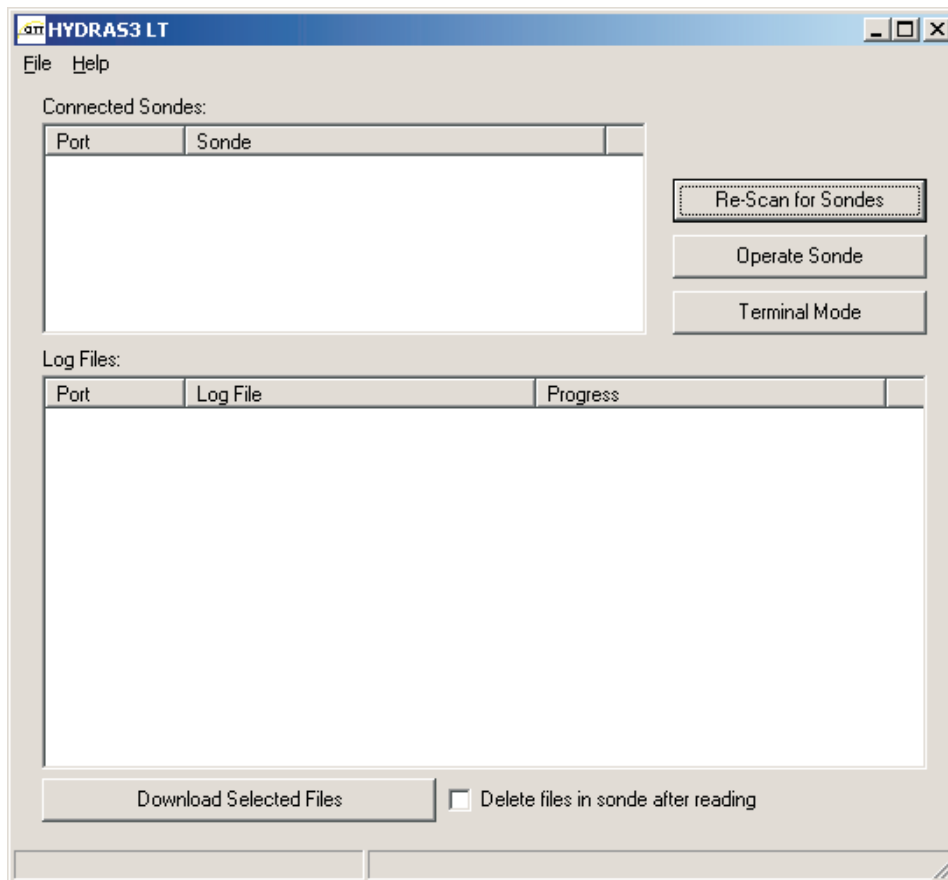 ατт HYDRAS3 LT
File Help
Connected Sondes:
Port Sonde
Re-Scan for Sondes
Operate Sonde
Terminal Mode
Log Files:
Port Log File Progress
Download Selected Files Delete files in sonde after reading